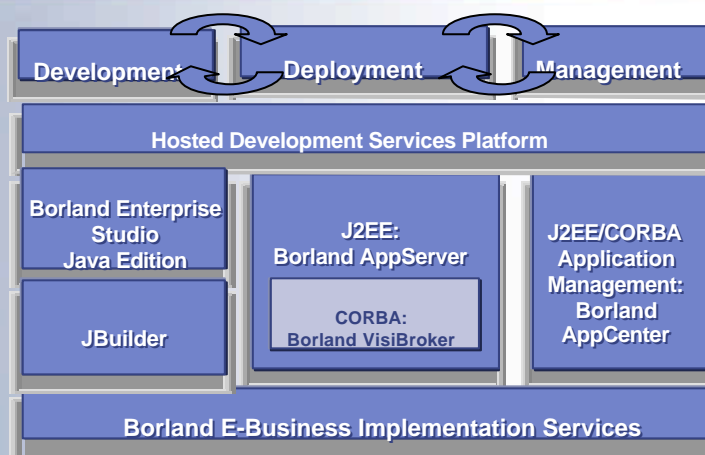 Development
Deployment
Management
Hosted Development Services Platform
Borland Enterprise
Studio
Java Edition
JBuilder
J2EE:
Borland AppServer
CORBA:
Borland VisiBroker
J2EE/CORBA
Application
Management:
Borland
AppCenter
Borland E-Business Implementation Services